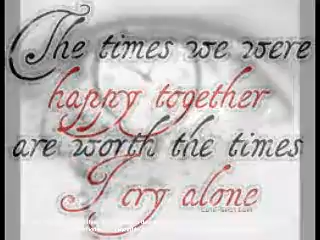 The times we were
happy together
are worth the times
I cry alone